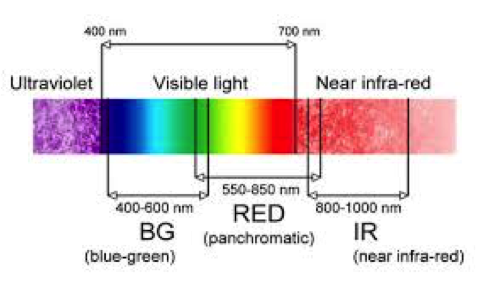 400 nm 700 nm
Ultraviolet Visible light Near infra-red
550-850 nm
400-600 nm RED 800-1000 nm
BG (panchromatic) IR
(blue-green) (near infra-red)